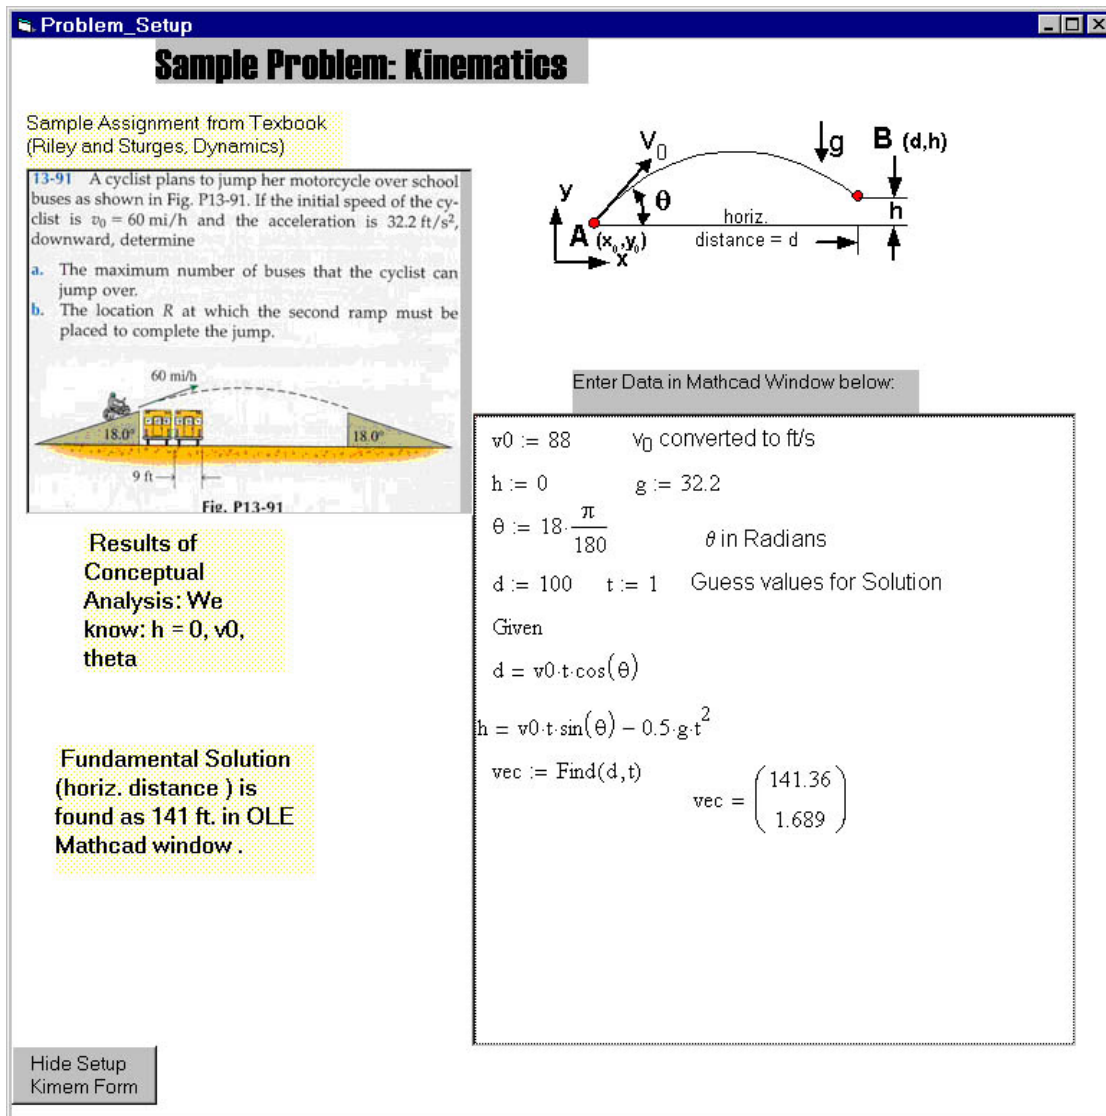 Problem_Setup
Sample Problem: Kinematics
Sample Assignment from Texbook
(Riley and Sturges, Dynamics)
13-91 A cyclist plans to jump her motorcycle over school
buses as shown in Fig. P13-91. If the initial speed of the cy-
clist is v₀ = 60 mi/h and the acceleration is 32.2 ft/s²,
downward, determine
a. The maximum number of buses that the cyclist can
jump over.
b. The location R at which the second ramp must be
placed to complete the jump.
60 mi/h
18.0°
18.0°
9 ft
Fig. P13-91
V₀
g
B (d,h)
y
θ
h
horiz.
A (x₀,y₀)
distance = d
x
Enter Data in Mathcad Window below:
v0 := 88 v₀ converted to ft/s
h := 0 g := 32.2
θ := 18·π/180 θ in Radians
d := 100 t := 1 Guess values for Solution
Given
d = v0·t·cos(θ)
h = v0·t·sin(θ) − 0.5·g·t²
vec := Find(d,t)
vec = (141.36
1.689)
Results of
Conceptual
Analysis: We
know: h = 0, v0,
theta
Fundamental Solution
(horiz. distance ) is
found as 141 ft. in OLE
Mathcad window .
Hide Setup
Kimem Form